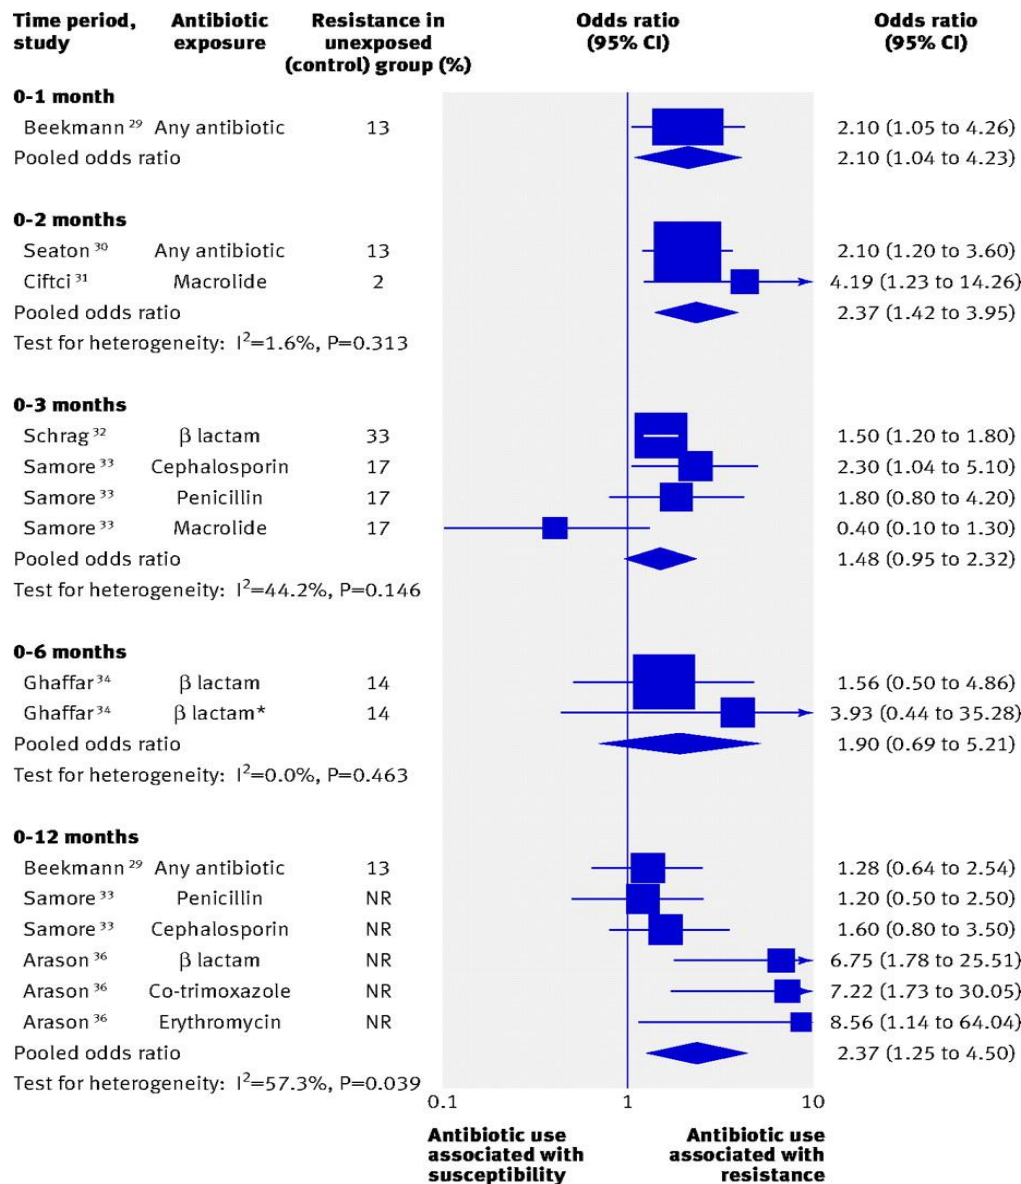 Time period, study Antibiotic exposure Resistance in unexposed (control) group (%) Odds ratio (95% CI) Odds ratio (95% CI)
0-1 month
Beekmann 29 Any antibiotic 13 2.10 (1.05 to 4.26)
Pooled odds ratio 2.10 (1.04 to 4.23)
0-2 months
Seaton 30 Any antibiotic 13 2.10 (1.20 to 3.60)
Ciftci 31 Macrolide 2 4.19 (1.23 to 14.26)
Pooled odds ratio 2.37 (1.42 to 3.95)
Test for heterogeneity: I²=1.6%, P=0.313
0-3 months
Schrag 32 β lactam 33 1.50 (1.20 to 1.80)
Samore 33 Cephalosporin 17 2.30 (1.04 to 5.10)
Samore 33 Penicillin 17 1.80 (0.80 to 4.20)
Samore 33 Macrolide 17 0.40 (0.10 to 1.30)
Pooled odds ratio 1.48 (0.95 to 2.32)
Test for heterogeneity: I²=44.2%, P=0.146
0-6 months
Ghaffar 34 β lactam 14 1.56 (0.50 to 4.86)
Ghaffar 34 β lactam* 14 3.93 (0.44 to 35.28)
Pooled odds ratio 1.90 (0.69 to 5.21)
Test for heterogeneity: I²=0.0%, P=0.463
0-12 months
Beekmann 29 Any antibiotic 13 1.28 (0.64 to 2.54)
Samore 33 Penicillin NR 1.20 (0.50 to 2.50)
Samore 33 Cephalosporin NR 1.60 (0.80 to 3.50)
Arason 36 β lactam NR 6.75 (1.78 to 25.51)
Arason 36 Co-trimoxazole NR 7.22 (1.73 to 30.05)
Arason 36 Erythromycin NR 8.56 (1.14 to 64.04)
Pooled odds ratio 2.37 (1.25 to 4.50)
Test for heterogeneity: I²=57.3%, P=0.039
0.1 1 10
Antibiotic use associated with susceptibility Antibiotic use associated with resistance